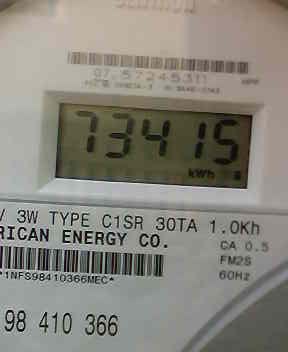 73415
kWh
V 3W TYPE C1SR 30TA 1.0Kh
RICAN ENERGY CO.
CA 0.5
FM2S
60Hz
*1NFS98410366MEC*
98 410 366